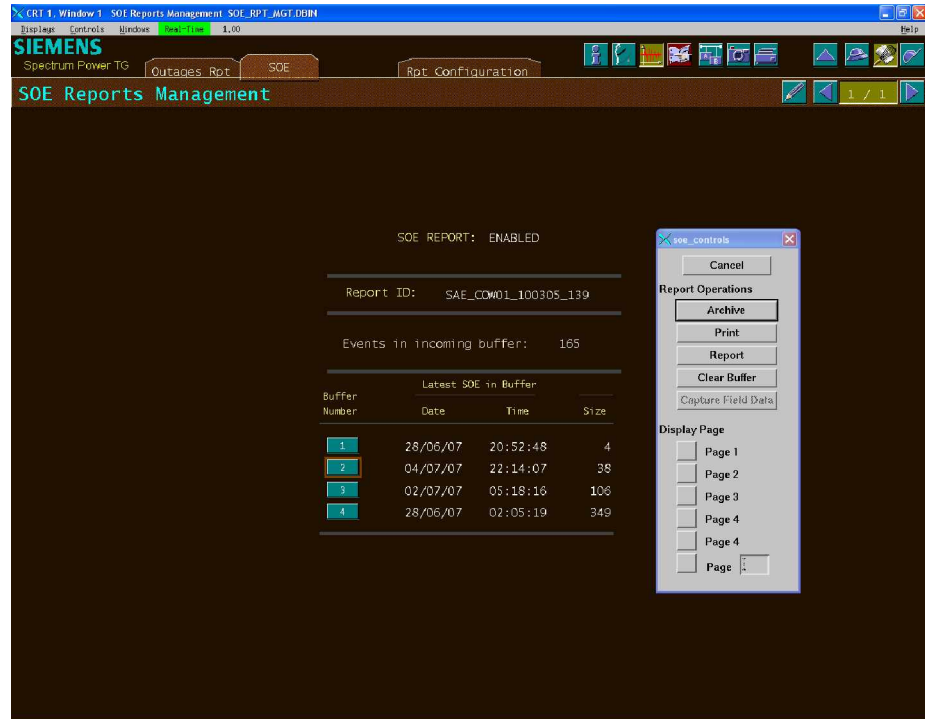 CRT 1, Window 1 SOE Reports Management SOE_RPT_MGT.DBIN
Displays Controls Windows Real-Time 1,00 Help
SIEMENS
Spectrum Power TG
Outages Rpt SOE Rpt Configuration
SOE Reports Management 1 / 1
SOE REPORT: ENABLED
Report ID: SAE_COW01_100305_139
Events in incoming buffer: 165
Latest SOE in Buffer
Buffer
Number Date Time Size
1 28/06/07 20:52:48 4
2 04/07/07 22:14:07 38
3 02/07/07 05:18:16 106
4 28/06/07 02:05:19 349
soe_controls
Cancel
Report Operations
Archive
Print
Report
Clear Buffer
Capture Field Data
Display Page
Page 1
Page 2
Page 3
Page 4
Page 4
Page